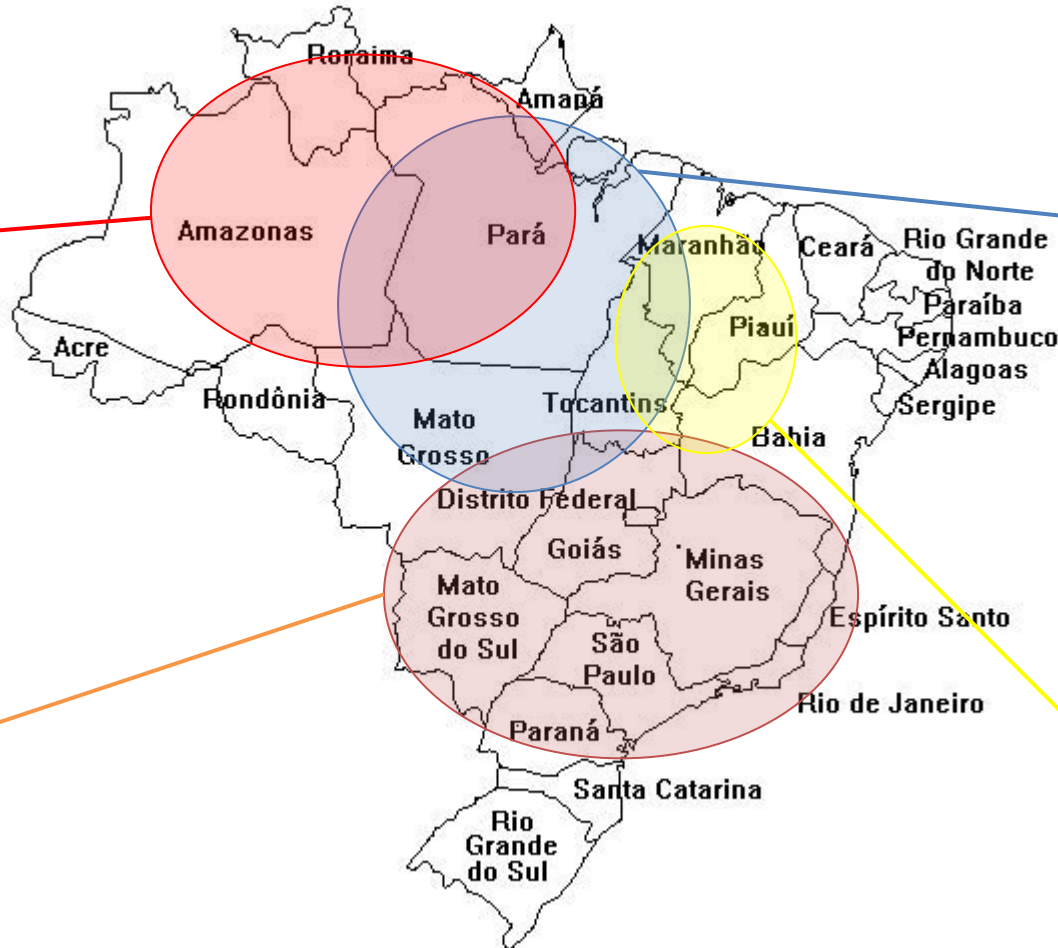 Roraima
Amapá
Amazonas
Pará
Maranhão
Ceará
Rio Grande
do Norte
Paraíba
Piauí
Pernambuco
Acre
Alagoas
Rondônia
Tocantins
Sergipe
Mato
Grosso
Bahia
Distrito Federal
Goiás
Minas
Gerais
Mato
Grosso
do Sul
Espírito Santo
São
Paulo
Rio de Janeiro
Paraná
Santa Catarina
Rio
Grande
do Sul